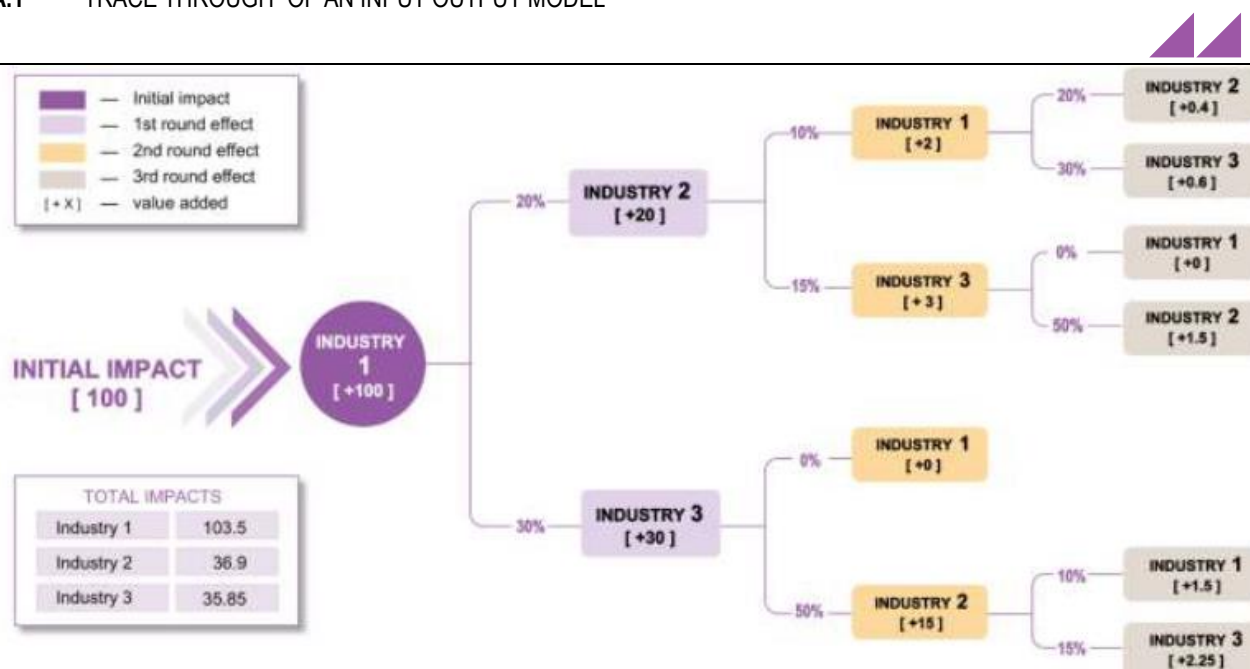 A.1 TRACE THROUGH OF AN INPUT OUTPUT MODEL
Initial impact
1st round effect
2nd round effect
3rd round effect
[ + X ] — value added
INITIAL IMPACT
[ 100 ]
INDUSTRY
1
[ +100 ]
20%
INDUSTRY 2
[ +20 ]
10%
INDUSTRY 1
[ +2 ]
20%
INDUSTRY 2
[ +0.4 ]
30%
INDUSTRY 3
[ +0.6 ]
15%
INDUSTRY 3
[ + 3 ]
0%
INDUSTRY 1
[ +0 ]
50%
INDUSTRY 2
[ +1.5 ]
30%
INDUSTRY 3
[ +30 ]
0%
INDUSTRY 1
[ +0 ]
50%
INDUSTRY 2
[ +15 ]
10%
INDUSTRY 1
[ +1.5 ]
15%
INDUSTRY 3
[ +2.25 ]
TOTAL IMPACTS
Industry 1 103.5
Industry 2 36.9
Industry 3 35.85